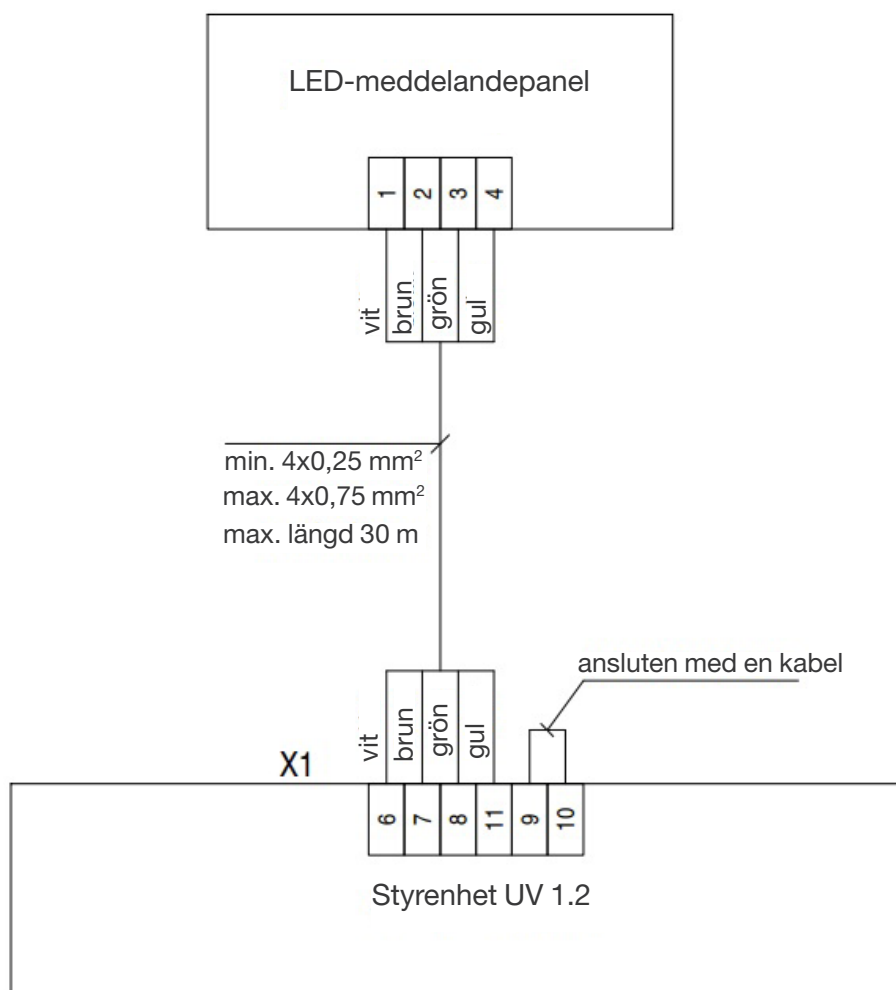 LED-meddelandepanel
1 2 3 4
vit brun grön gul
min. 4x0,25 mm²
max. 4x0,75 mm²
max. längd 30 m
ansluten med en kabel
vit brun grön gul
X1
6 7 8 11 9 10
Styrenhet UV 1.2